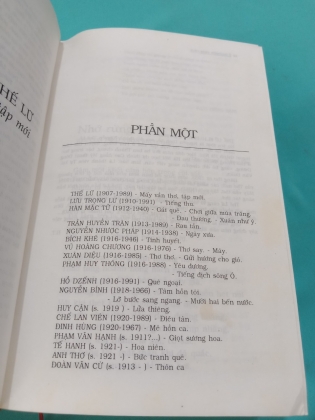 THẾ LỮ
tập mới
PHẦN MỘT
THẾ LỮ (1907-1989) - Mấy vần thơ, tập mới.
LƯU TRỌNG LƯ (1910-1991) - Tiếng thu.
HÀN MẶC TỬ (1912-1940) - Gái quê. - Chơi giữa mùa trăng.
Đau thương. - Xuân như ý.
TRẦN HUYỀN TRÂN (1913-1989) - Rau tần.
NGUYỄN NHƯỢC PHÁP (1914-1938) - Ngày xưa.
BÍCH KHÊ (1916-1946) - Tinh huyết.
VŨ HOÀNG CHƯƠNG (1916-1976) - Thơ say. - Mây.
XUÂN DIỆU (1916-1985) - Thơ thơ. - Gửi hương cho gió.
PHẠM HUY THÔNG (1916-1988) - Yêu đương.
- Tiếng địch sông Ô.
HỒ DZẾNH (1916-1991) - Quê ngoại.
NGUYỄN BÍNH (1918-1966) - Tâm hồn tôi.
- Lỡ bước sang ngang. - Mười hai bến nước.
HUY CẬN (s. 1919 ) - Lửa thiêng.
CHẾ LAN VIÊN (1920-1989) - Điêu tàn.
ĐINH HÙNG (1920-1967) - Mê hồn ca.
PHẠM VĂN HẠNH (s. 191?...) - Giọt sương hoa.
TẾ HANH (s. 1921-) - Hoa niên.
ANH THƠ (s. 1921 -) - Bức tranh quê.
ĐOÀN VĂN CỪ (s. 1913 - ) - Thôn ca